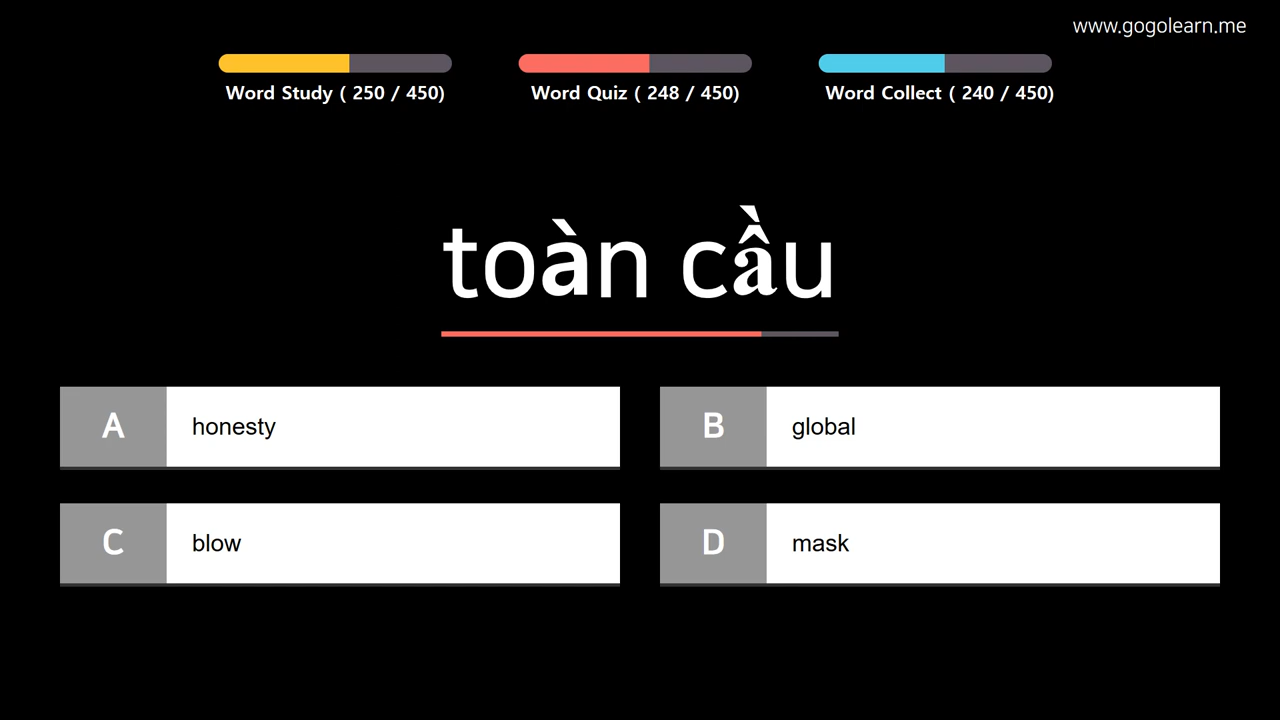 www.gogolearn.me
Word Study ( 250 / 450)
Word Quiz ( 248 / 450)
Word Collect ( 240 / 450)
toàn cầu
A honesty
B global
C blow
D mask